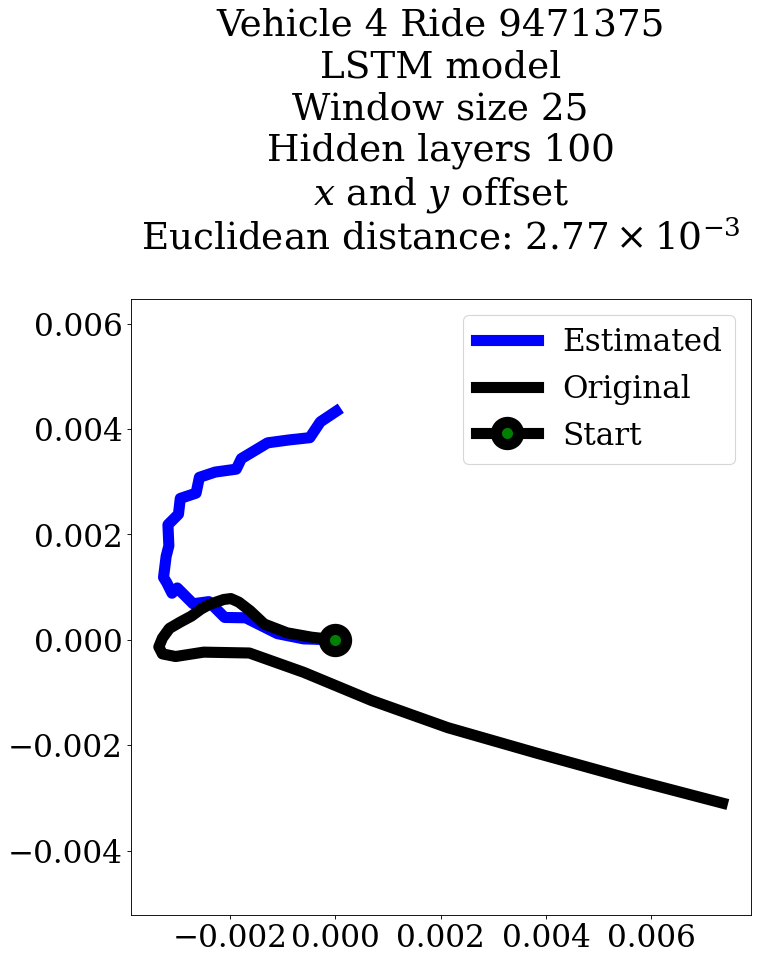 Vehicle 4 Ride 9471375
LSTM model
Window size 25
Hidden layers 100
x and y offset
Euclidean distance: 2.77 × 10⁻³
Estimated
Original
Start
0.006
0.004
0.002
0.000
−0.002
−0.004
−0.002 0.000 0.002 0.004 0.006